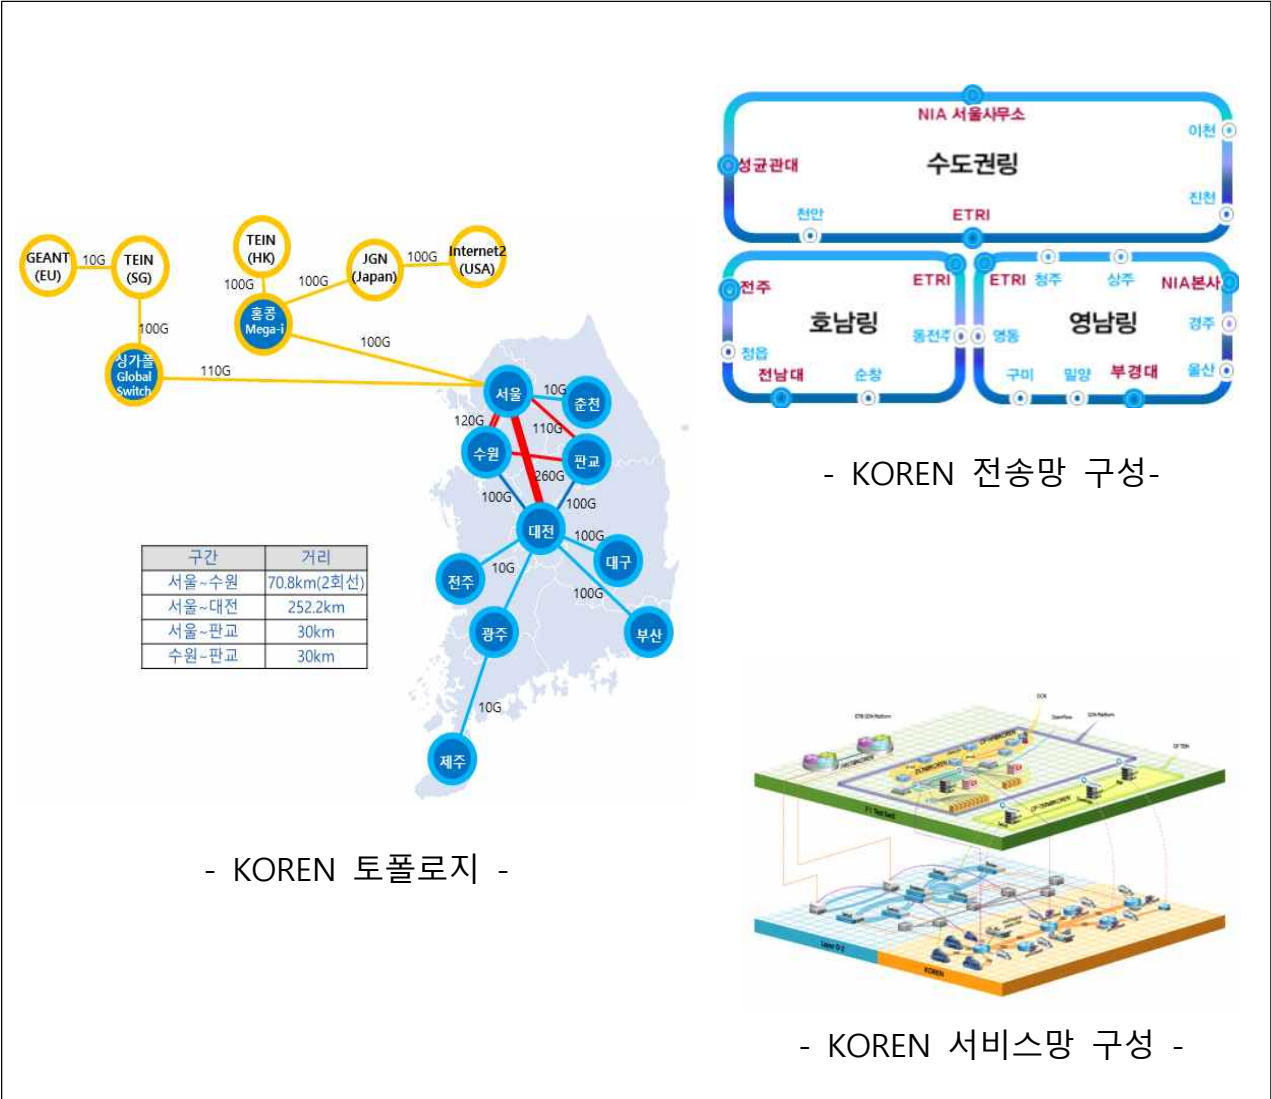 GEANT
(EU)
10G
TEIN
(SG)
TEIN
(HK)
JGN
(Japan)
Internet2
(USA)
100G
100G
100G
100G
홍콩
Mega-i
100G
싱가폴
Global
Switch
110G
서울
10G
춘천
120G
110G
수원
판교
260G
100G
100G
대전
100G
대구
전주
10G
100G
광주
부산
10G
제주
구간 거리
서울~수원 70.8km(2회선)
서울~대전 252.2km
서울~판교 30km
수원~판교 30km
- KOREN 토폴로지 -
NIA 서울사무소
이천
성균관대
수도권링
진천
천안
ETRI
전주
ETRI
호남링
동전주
정읍
전남대
순창
ETRI
청주
상주
NIA본사
영남링
경주
영동
구미
밀양
부경대
울산
- KOREN 전송망 구성-
OpenFlow
SDN Platform
Layer 0-2
KOREN
- KOREN 서비스망 구성 -